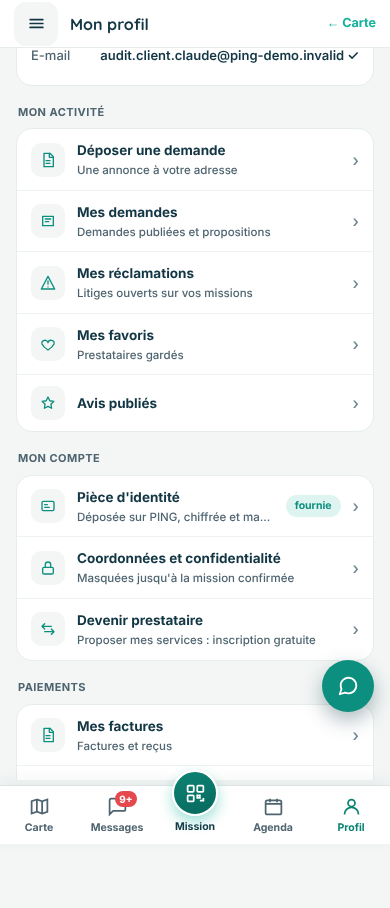 Mon profil
← Carte
E-mail
audit.client.claude@ping-demo.invalid ✓
MON ACTIVITÉ
Déposer une demande
Une annonce à votre adresse
Mes demandes
Demandes publiées et propositions
Mes réclamations
Litiges ouverts sur vos missions
Mes favoris
Prestataires gardés
Avis publiés
MON COMPTE
Pièce d'identité
Déposée sur PING, chiffrée et ma...
fournie
Coordonnées et confidentialité
Masquées jusqu'à la mission confirmée
Devenir prestataire
Proposer mes services : inscription gratuite
PAIEMENTS
Mes factures
Factures et reçus
9+
Carte
Messages
Mission
Agenda
Profil